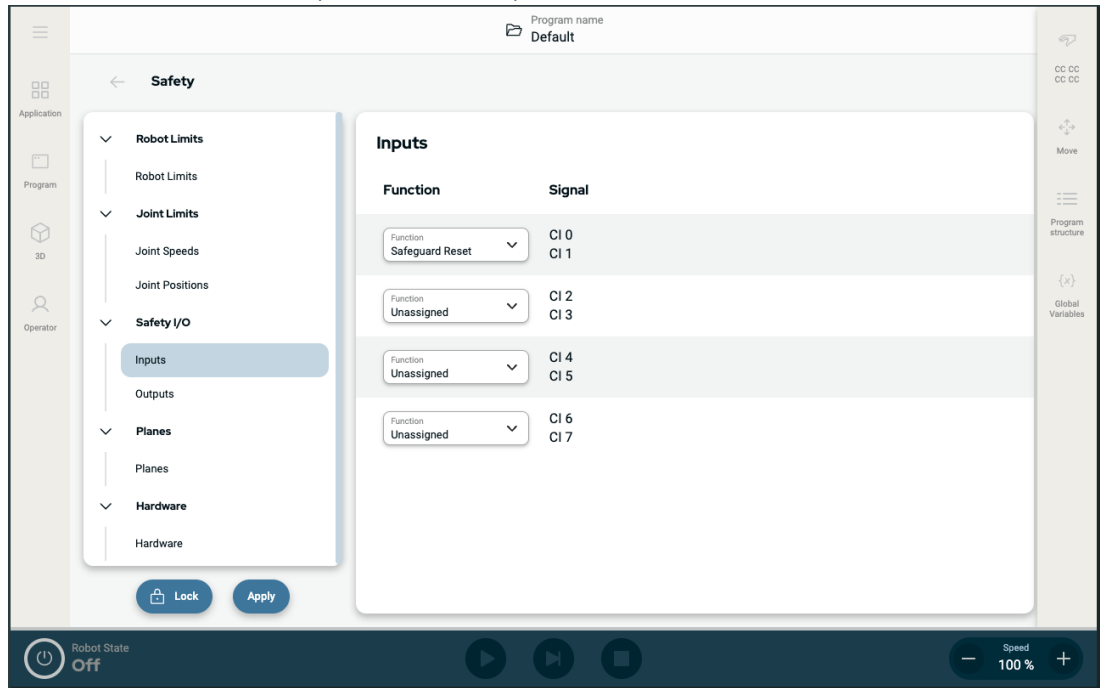 Program name
Default
Application
Program
3D
Operator
Safety
Robot Limits
Robot Limits
Joint Limits
Joint Speeds
Joint Positions
Safety I/O
Inputs
Outputs
Planes
Planes
Hardware
Hardware
Lock
Apply
Inputs
Function Signal
Function
Safeguard Reset
CI 0
CI 1
Function
Unassigned
CI 2
CI 3
Function
Unassigned
CI 4
CI 5
Function
Unassigned
CI 6
CI 7
CC CC
CC CC
Move
Program
structure
{x}
Global
Variables
Robot State
Off
Speed
100 %